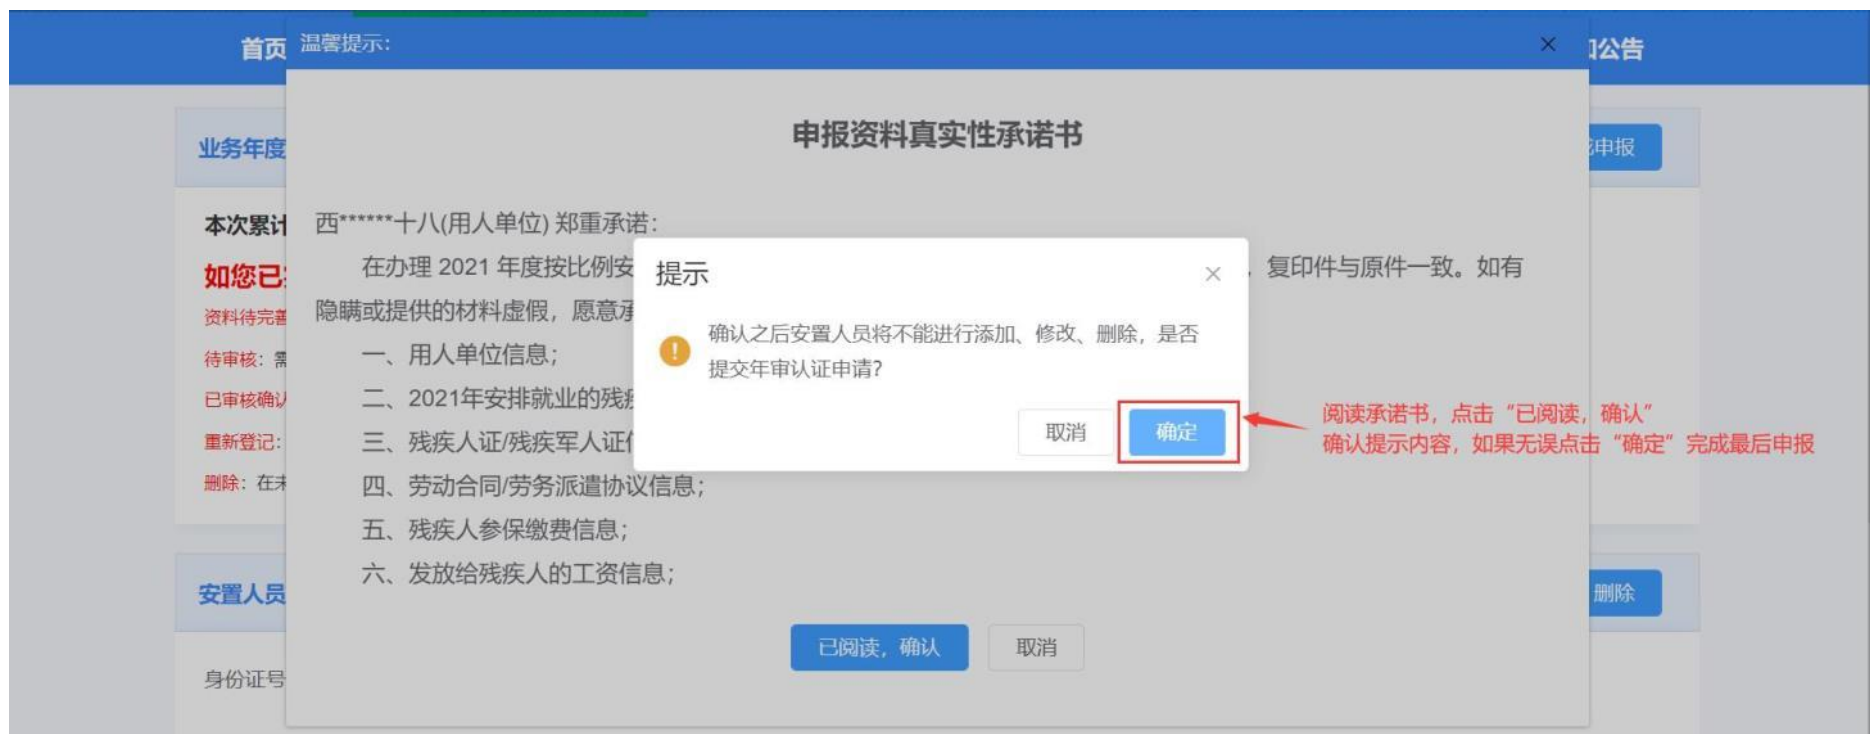 首页
温馨提示：
公告
申报资料真实性承诺书
业务年度
申报
本次累计
西******十八(用人单位) 郑重承诺：
如您已
在办理 2021 年度按比例安
，复印件与原件一致。如有
资料待完善
隐瞒或提供的材料虚假，愿意承
待审核：需
一、用人单位信息；
已审核确认
二、2021年安排就业的残疾
重新登记：
三、残疾人证/残疾军人证信
删除：在未
四、劳动合同/劳务派遣协议信息；
五、残疾人参保缴费信息；
六、发放给残疾人的工资信息；
提示
确认之后安置人员将不能进行添加、修改、删除，是否
提交年审认证申请？
取消
确定
阅读承诺书，点击“已阅读，确认”
确认提示内容，如果无误点击“确定”完成最后申报
安置人员
删除
已阅读，确认
取消
身份证号